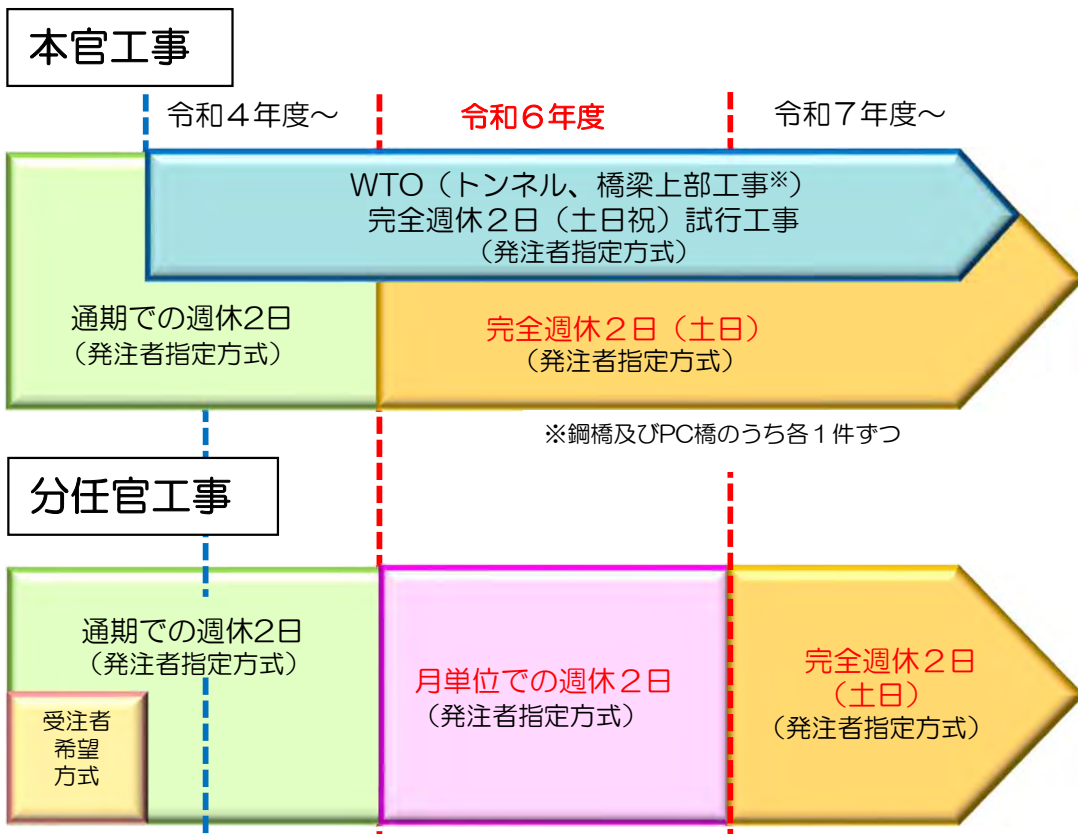 本官工事
令和４年度～
令和６年度
令和７年度～
WTO（トンネル、橋梁上部工事※）
完全週休２日（土日祝）試行工事
（発注者指定方式）
通期での週休2日
（発注者指定方式）
完全週休２日（土日）
（発注者指定方式）
※鋼橋及びPC橋のうち各１件ずつ
分任官工事
通期での週休2日
（発注者指定方式）
受注者
希望
方式
月単位での週休２日
（発注者指定方式）
完全週休２日
（土日）
（発注者指定方式）